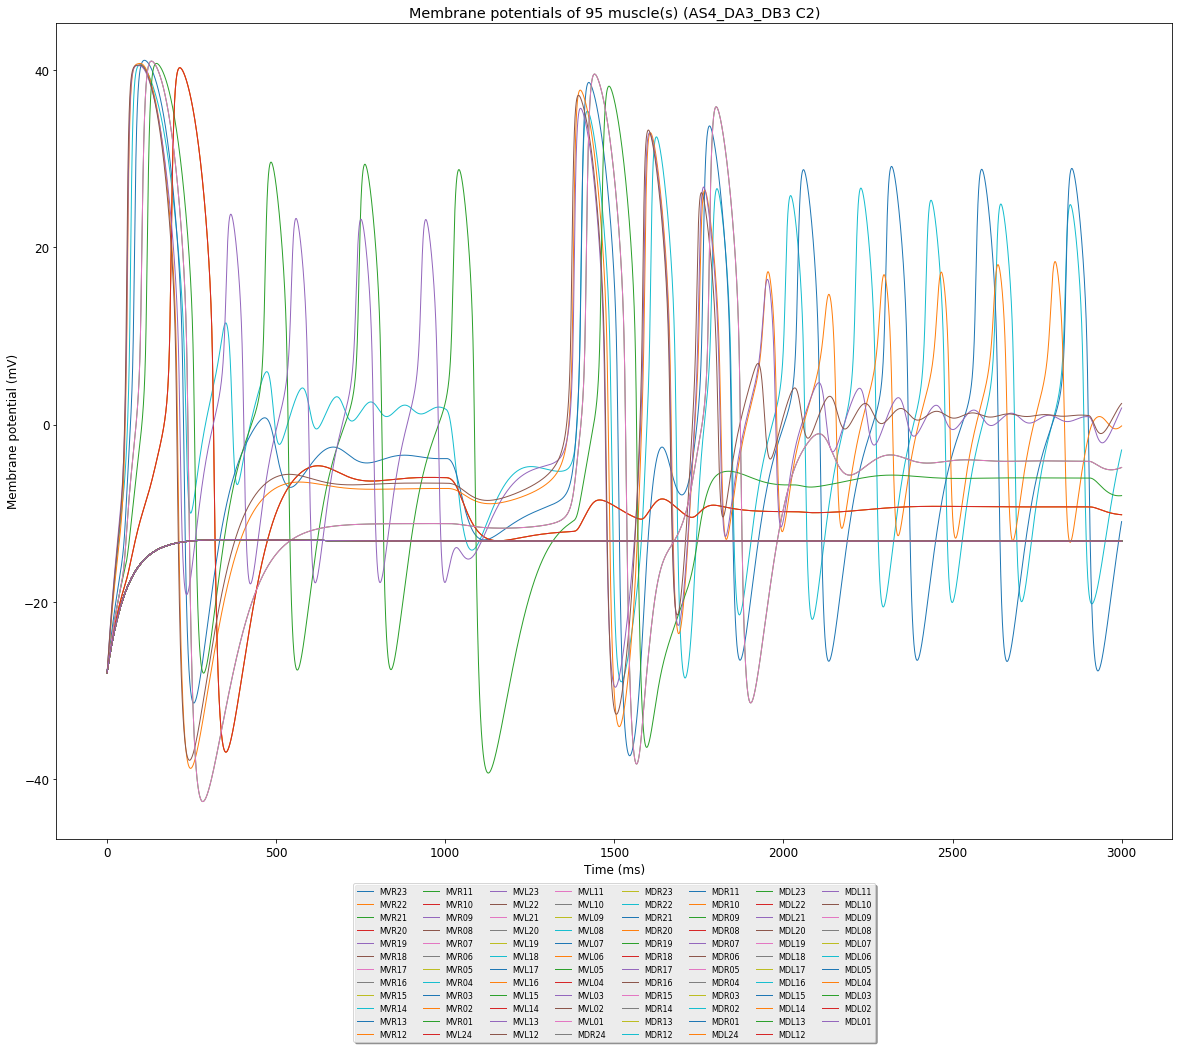 Membrane potentials of 95 muscle(s) (AS4_DA3_DB3 C2)
Membrane potential (mV)
40
20
0
−20
−40
0 500 1000 1500 2000 2500 3000
Time (ms)
MVR23 MVR11 MVL23 MVL11 MDR23 MDR11 MDL23 MDL11
MVR22 MVR10 MVL22 MVL10 MDR22 MDR10 MDL22 MDL10
MVR21 MVR09 MVL21 MVL09 MDR21 MDR09 MDL21 MDL09
MVR20 MVR08 MVL20 MVL08 MDR20 MDR08 MDL20 MDL08
MVR19 MVR07 MVL19 MVL07 MDR19 MDR07 MDL19 MDL07
MVR18 MVR06 MVL18 MVL06 MDR18 MDR06 MDL18 MDL06
MVR17 MVR05 MVL17 MVL05 MDR17 MDR05 MDL17 MDL05
MVR16 MVR04 MVL16 MVL04 MDR16 MDR04 MDL16 MDL04
MVR15 MVR03 MVL15 MVL03 MDR15 MDR03 MDL15 MDL03
MVR14 MVR02 MVL14 MVL02 MDR14 MDR02 MDL14 MDL02
MVR13 MVR01 MVL13 MVL01 MDR13 MDR01 MDL13 MDL01
MVR12 MVL24 MVL12 MDR24 MDR12 MDL24 MDL12